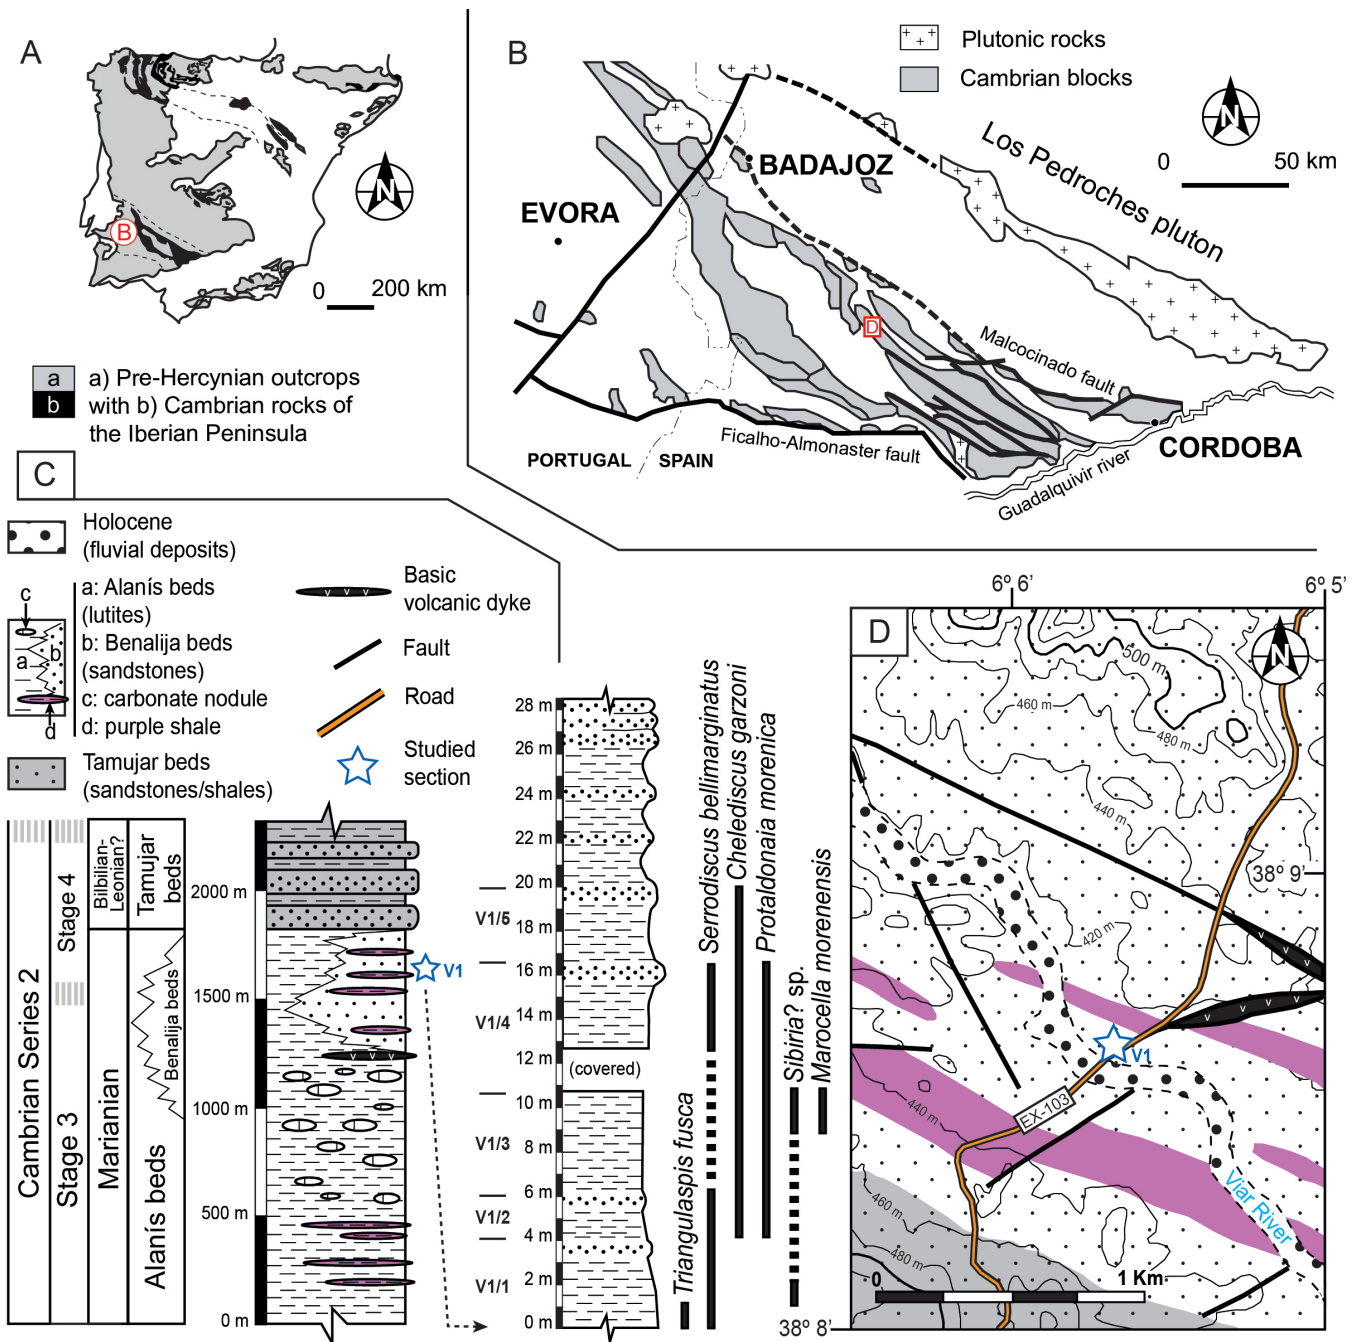 A
B
N
0
200 km
a
b
a) Pre-Hercynian outcrops
with b) Cambrian rocks of
the Iberian Peninsula
B
Plutonic rocks
Cambrian blocks
N
0
50 km
Los Pedroches pluton
BADAJOZ
EVORA
D
Malcocinado fault
CORDOBA
Ficalho-Almonaster fault
PORTUGAL
SPAIN
Guadalquivir river
C
Holocene
(fluvial deposits)
c
a
b
d
a: Alanís beds
(lutites)
b: Benalija beds
(sandstones)
c: carbonate nodule
d: purple shale
Tamujar beds
(sandstones/shales)
v v v
Basic
volcanic dyke
Fault
Road
Studied
section
Cambrian Series 2
Stage 4
Stage 3
Bilbilian-
Leonian?
Marianian
Tamujar
beds
Benalija beds
Alanís beds
2000 m
1500 m
1000 m
500 m
0 m
v v v
V1
V1/5
V1/4
V1/3
V1/2
V1/1
28 m
26 m
24 m
22 m
20 m
18 m
16 m
14 m
12 m
10 m
8 m
6 m
4 m
2 m
0 m
(covered)
Triangulaspis fusca
Serrodiscus bellimarginatus
Chelediscus garzoni
Protaldonaia morenica
Sibiria? sp.
Marocella morenensis
6º 6’
6º 5’
D
N
500 m
460 m
480 m
440 m
38º 9’
420 m
v
v
v
v
V1
EX-103
440 m
Viar River
460 m
480 m
0
1 Km
38º 8’